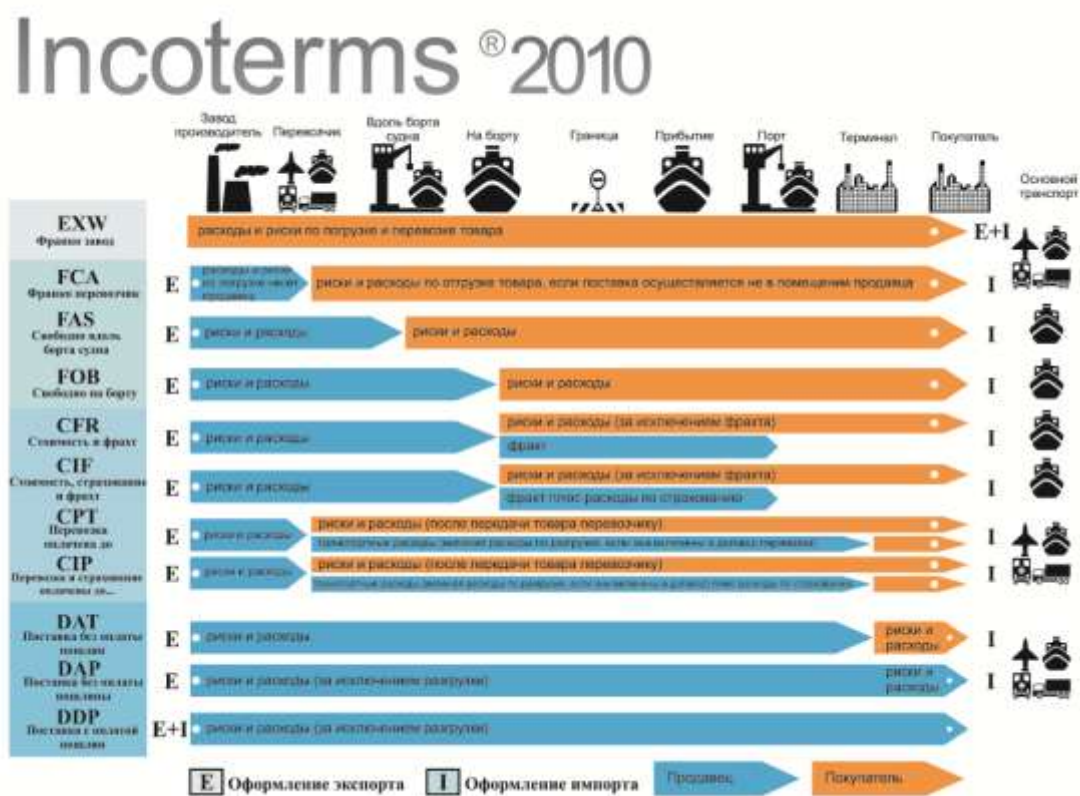 Incoterms ® 2010
Завод
производитель
Перевозчик
Вдоль борта
судна
На борту
Граница
Прибытие
Порт
Терминал
Покупатель
Основной
транспорт
EXW
Франко завод
расходы и риски по погрузке и перевозке товара
E+I
FCA
Франко перевозчик
E
расходы и риски
по погрузке несет
продавец
риски и расходы по отгрузке товара, если поставка осуществляется не в помещении продавца
I
FAS
Свободно вдоль
борта судна
E
риски и расходы
риски и расходы
I
FOB
Свободно на борту
E
риски и расходы
риски и расходы
I
CFR
Стоимость и фрахт
E
риски и расходы
риски и расходы (за исключением фрахта)
фрахт
I
CIF
Стоимость, страхование
и фрахт
E
риски и расходы
риски и расходы (за исключением фрахта)
фрахт плюс расходы по страхованию
I
CPT
Перевозка
оплачена до
E
риски и расходы
риски и расходы (после передачи товара перевозчику)
I
CIP
Перевозка и страхование
оплачены до...
E
риски и расходы
риски и расходы (после передачи товара перевозчику)
I
DAT
Поставка без оплаты
пошлин
E
риски и расходы
риски и
расходы
I
DAP
Поставка без оплаты
пошлины
E
риски и расходы (за исключением разгрузки)
риски и
расходы
I
DDP
Поставка с оплатой
пошлин
E+I
риски и расходы (за исключением разгрузки)
E Оформление экспорта
I Оформление импорта
Продавец
Покупатель